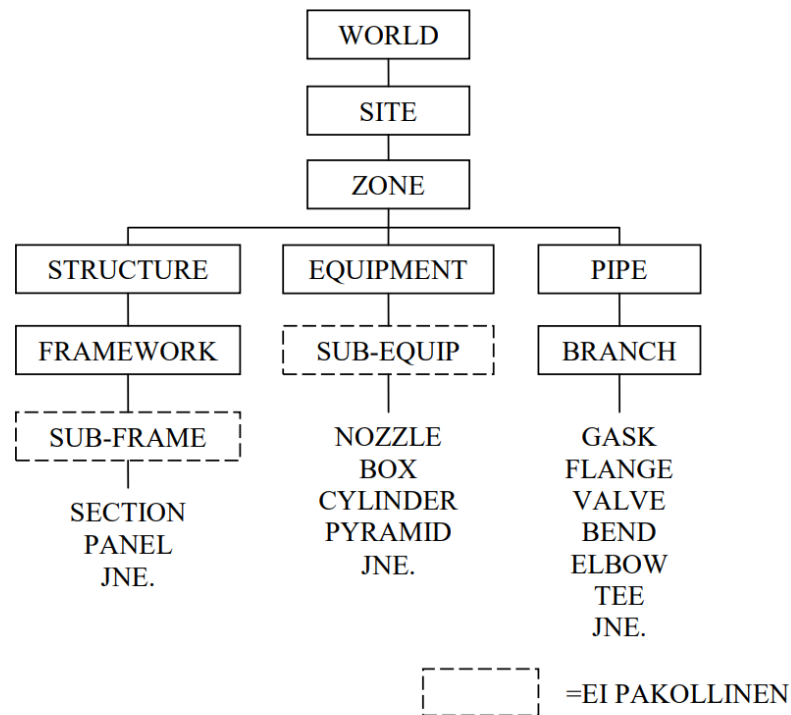 WORLD
SITE
ZONE
STRUCTURE
EQUIPMENT
PIPE
FRAMEWORK
SUB-EQUIP
BRANCH
SUB-FRAME
SECTION
PANEL
JNE.
NOZZLE
BOX
CYLINDER
PYRAMID
JNE.
GASK
FLANGE
VALVE
BEND
ELBOW
TEE
JNE.
=EI PAKOLLINEN